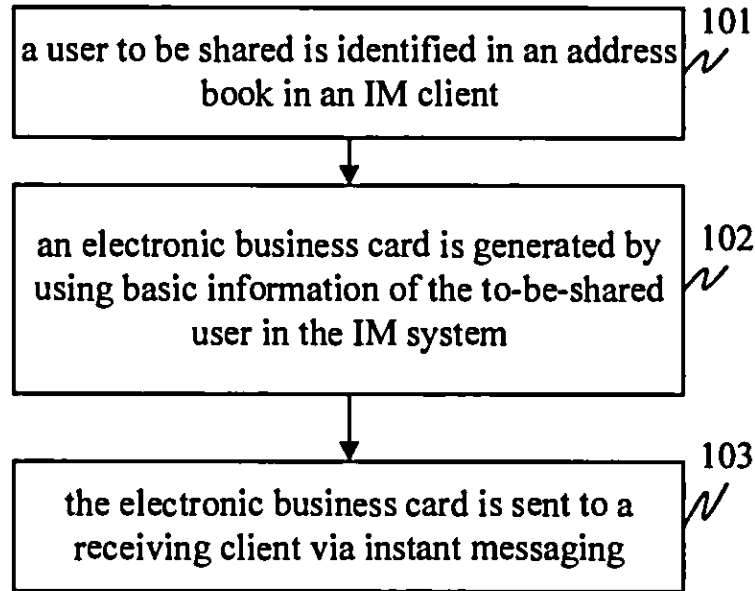 101
a user to be shared is identified in an address
book in an IM client
102
an electronic business card is generated by
using basic information of the to-be-shared
user in the IM system
103
the electronic business card is sent to a
receiving client via instant messaging